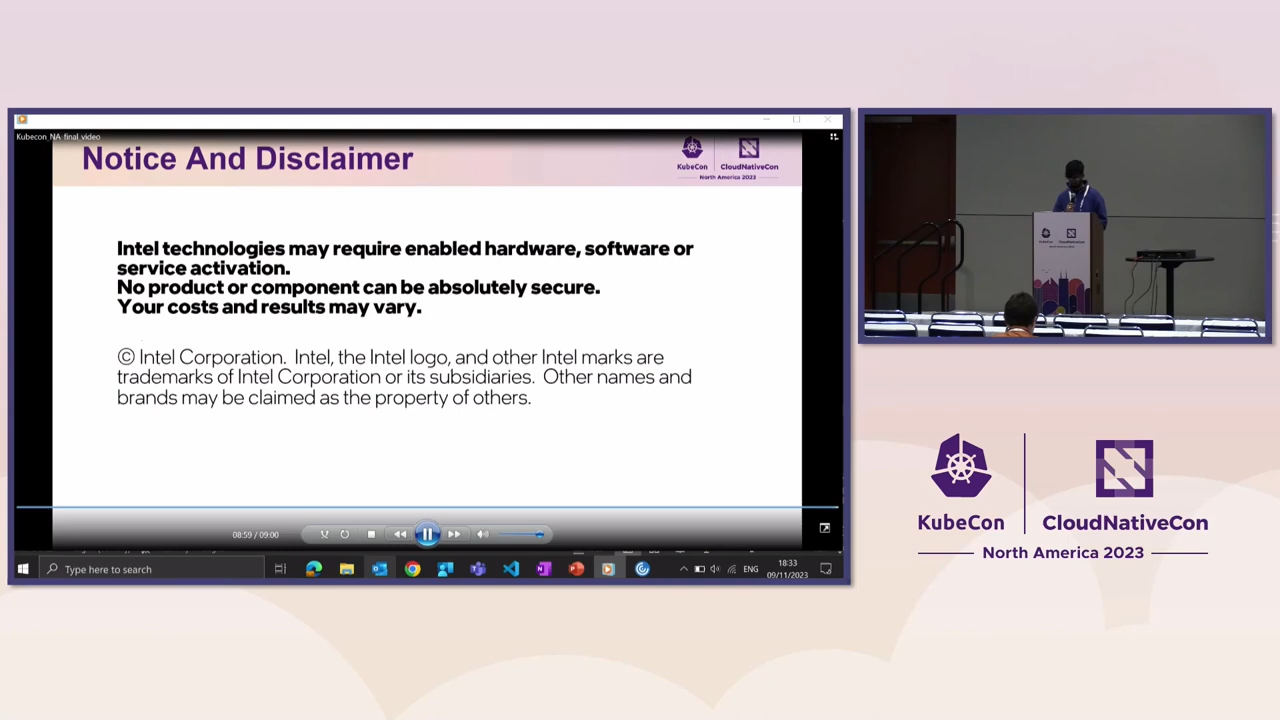 Kubecon_NA final_video
Notice And Disclaimer
KubeCon
CloudNativeCon
North America 2023
Intel technologies may require enabled hardware, software or
service activation.
No product or component can be absolutely secure.
Your costs and results may vary.
© Intel Corporation. Intel, the Intel logo, and other Intel marks are
trademarks of Intel Corporation or its subsidiaries. Other names and
brands may be claimed as the property of others.
08:59 / 09:00
Type here to search
ENG
18:33
09/11/2023
KubeCon
CloudNativeCon
KubeCon
CloudNativeCon
North America 2023